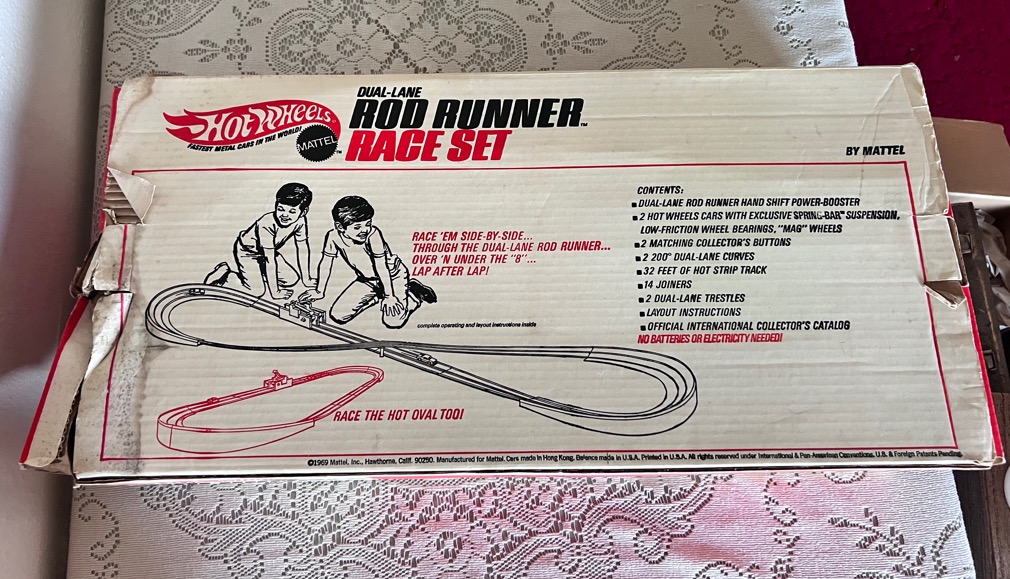 HOT WHEELS®
FASTEST METAL CARS IN THE WORLD!
MATTEL™
DUAL-LANE
ROD RUNNER™
RACE SET
BY MATTEL
RACE 'EM SIDE-BY-SIDE...
THROUGH THE DUAL-LANE ROD RUNNER...
OVER 'N UNDER THE "8"...
LAP AFTER LAP!
complete operating and layout instructions inside
RACE THE HOT OVAL TOO!
CONTENTS:
■ DUAL-LANE ROD RUNNER HAND SHIFT POWER-BOOSTER
■ 2 HOT WHEELS CARS WITH EXCLUSIVE SPRING-BAR™ SUSPENSION,
LOW-FRICTION WHEEL BEARINGS, "MAG" WHEELS
■ 2 MATCHING COLLECTOR'S BUTTONS
■ 2 200° DUAL-LANE CURVES
■ 32 FEET OF HOT STRIP TRACK
■ 14 JOINERS
■ 2 DUAL-LANE TRESTLES
■ LAYOUT INSTRUCTIONS
■ OFFICIAL INTERNATIONAL COLLECTOR'S CATALOG
NO BATTERIES OR ELECTRICITY NEEDED!
©1969 Mattel, Inc., Hawthorne, Calif. 90250. Manufactured for Mattel. Cars made in Hong Kong. Balance made in U.S.A. Printed in U.S.A. All rights reserved under International & Pan-American Conventions. U.S. & Foreign Patents Pending.